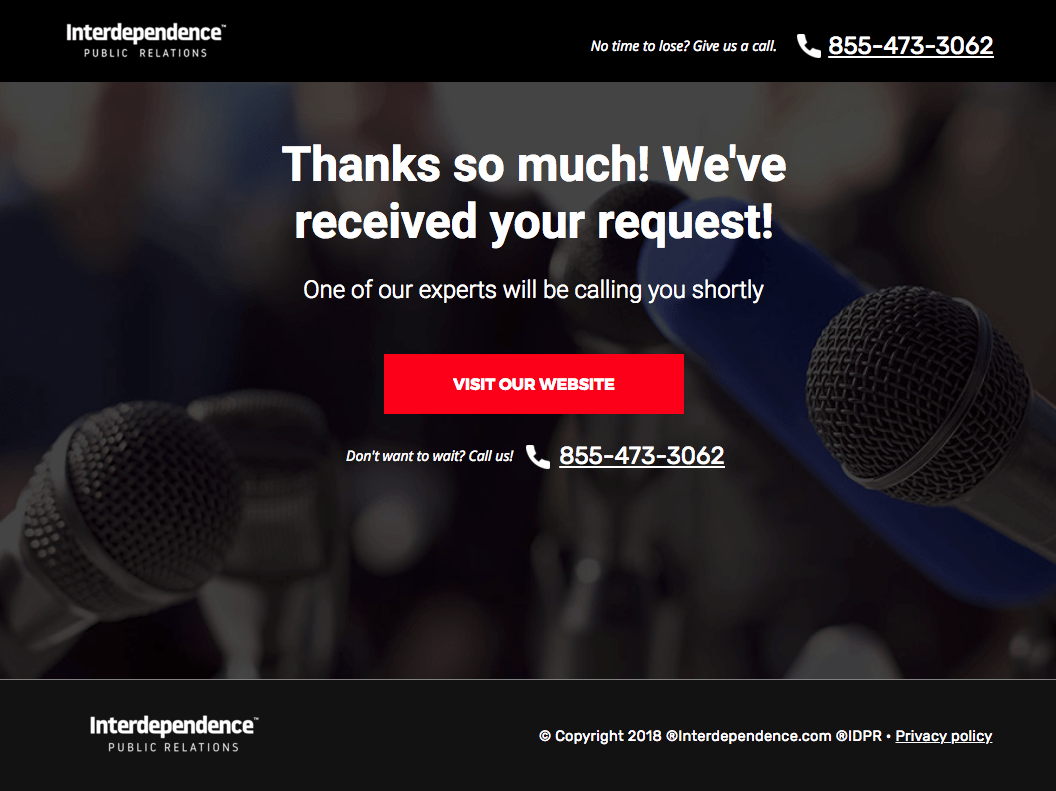 Interdependence™
PUBLIC RELATIONS
No time to lose? Give us a call. 855-473-3062
Thanks so much! We've
received your request!
One of our experts will be calling you shortly
VISIT OUR WEBSITE
Don't want to wait? Call us! 855-473-3062
Interdependence™
PUBLIC RELATIONS
© Copyright 2018 ®Interdependence.com ®IDPR • Privacy policy